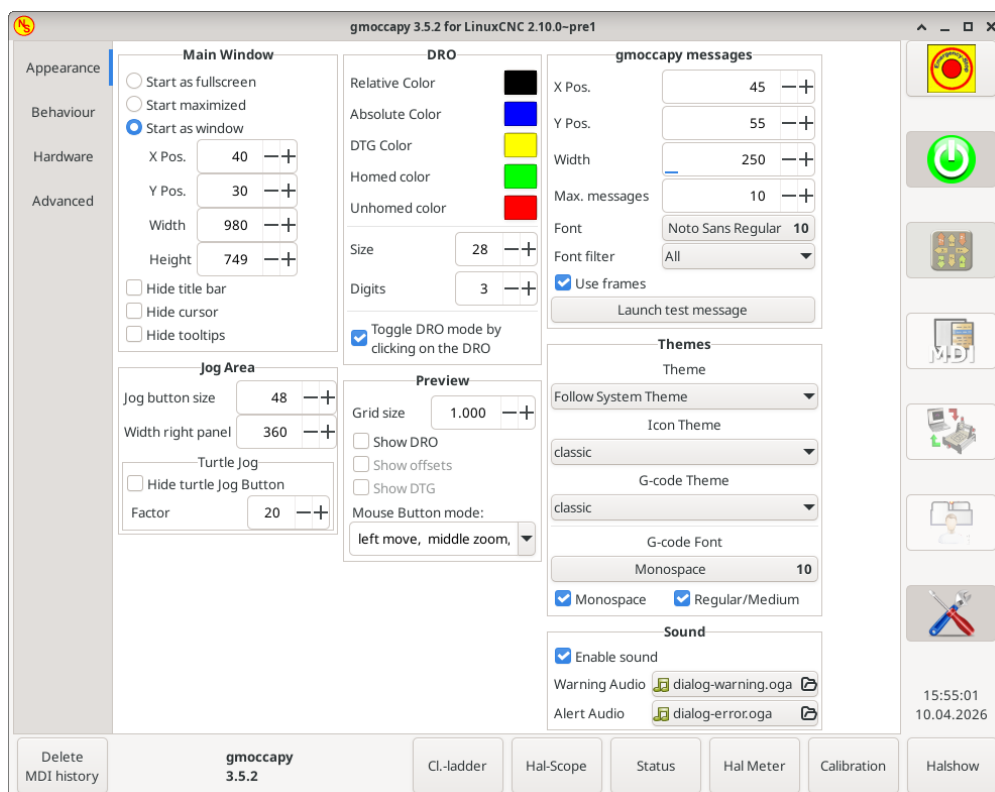 NS
gmoccapy 3.5.2 for LinuxCNC 2.10.0~pre1
Appearance
Behaviour
Hardware
Advanced
Main Window
Start as fullscreen
Start maximized
Start as window
X Pos. 40
Y Pos. 30
Width 980
Height 749
Hide title bar
Hide cursor
Hide tooltips
Jog Area
Jog button size 48
Width right panel 360
Turtle Jog
Hide turtle Jog Button
Factor 20
DRO
Relative Color
Absolute Color
DTG Color
Homed color
Unhomed color
Size 28
Digits 3
Toggle DRO mode by
clicking on the DRO
Preview
Grid size 1.000
Show DRO
Show offsets
Show DTG
Mouse Button mode:
left move, middle zoom,
gmoccapy messages
X Pos. 45
Y Pos. 55
Width 250
Max. messages 10
Font Noto Sans Regular 10
Font filter All
Use frames
Launch test message
Themes
Theme
Follow System Theme
Icon Theme
classic
G-code Theme
classic
G-code Font
Monospace 10
Monospace Regular/Medium
Sound
Enable sound
Warning Audio dialog-warning.oga
Alert Audio dialog-error.oga
MDI
15:55:01
10.04.2026
Delete
MDI history
gmoccapy
3.5.2
Cl.-ladder
Hal-Scope
Status
Hal Meter
Calibration
Halshow